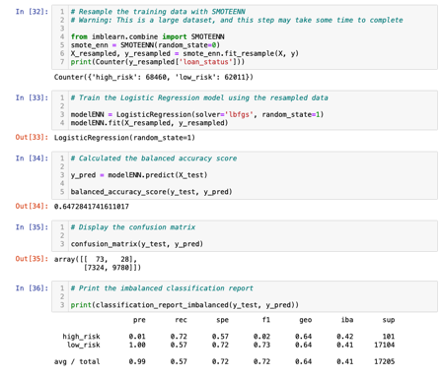 In [32]: 1 # Resample the training data with SMOTEENN
2 # Warning: This is a large dataset, and this step may take some time to complete
3
4 from imblearn.combine import SMOTEENN
5 smote_enn = SMOTEENN(random_state=0)
6 X_resampled, y_resampled = smote_enn.fit_resample(X, y)
7 print(Counter(y_resampled['loan_status']))
Counter({'high_risk': 68460, 'low_risk': 62011})
In [33]: 1 # Train the Logistic Regression model using the resampled data
2
3 modelENN = LogisticRegression(solver='lbfgs', random_state=1)
4 modelENN.fit(X_resampled, y_resampled)
Out[33]: LogisticRegression(random_state=1)
In [34]: 1 # Calculated the balanced accuracy score
2
3 y_pred = modelENN.predict(X_test)
4
5 balanced_accuracy_score(y_test, y_pred)
Out[34]: 0.6472841741611017
In [35]: 1 # Display the confusion matrix
2
3 confusion_matrix(y_test, y_pred)
Out[35]: array([[ 73, 28],
[7324, 9780]])
In [36]: 1 # Print the imbalanced classification report
2
3 print(classification_report_imbalanced(y_test, y_pred))
pre rec spe f1 geo iba sup
high_risk 0.01 0.72 0.57 0.02 0.64 0.42 101
low_risk 1.00 0.57 0.72 0.73 0.64 0.41 17104
avg / total 0.99 0.57 0.72 0.72 0.64 0.41 17205